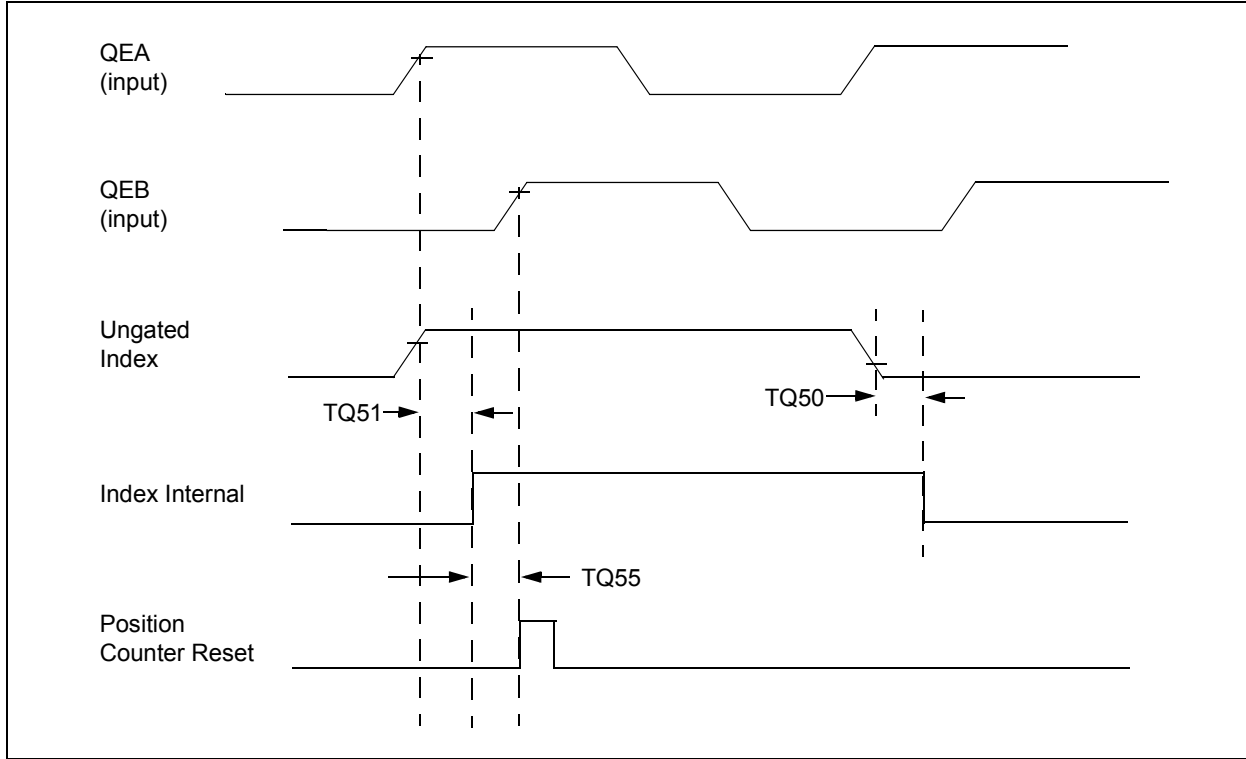 QEA
(input)
QEB
(input)
Ungated
Index
TQ51
TQ50
Index Internal
TQ55
Position
Counter Reset